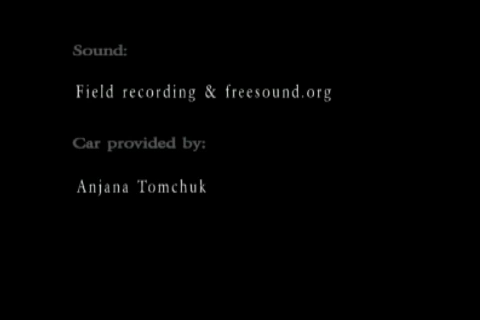 Sound:
Field recording & freesound.org
Car provided by:
Anjana Tomchuk